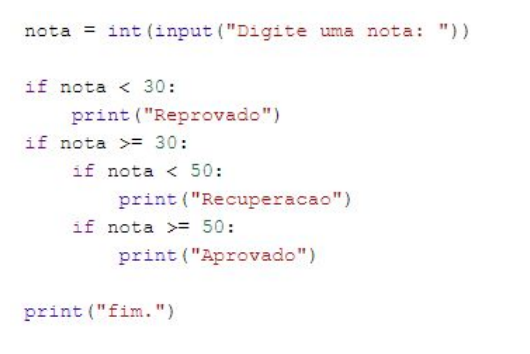 nota = int(input("Digite uma nota: "))
if nota < 30:
    print("Reprovado")
if nota >= 30:
    if nota < 50:
        print("Recuperacao")
    if nota >= 50:
        print("Aprovado")
print("fim.")